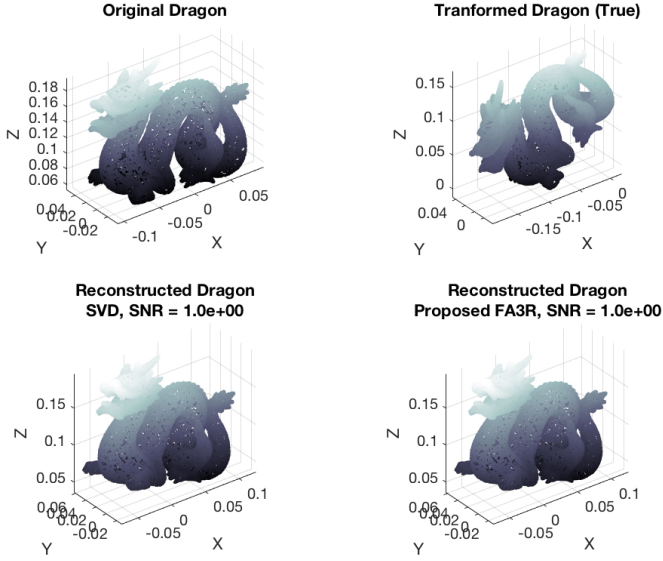 Original Dragon
0.18
0.16
0.14
0.12
0.1
0.08
0.06
Z
0.04
0.02
0
-0.02
Y
-0.1
-0.05
0
0.05
X
Tranformed Dragon (True)
0.15
0.1
0.05
0
Z
0.04
0
Y
-0.15
-0.1
-0.05
0
X
Reconstructed Dragon
SVD, SNR = 1.0e+00
0.15
0.1
0.05
Z
0.06
0.04
0.02
0
-0.02
Y
-0.05
0
0.05
0.1
X
Reconstructed Dragon
Proposed FA3R, SNR = 1.0e+00
0.15
0.1
0.05
Z
0.06
0.04
0.02
0
-0.02
Y
-0.05
0
0.05
0.1
X